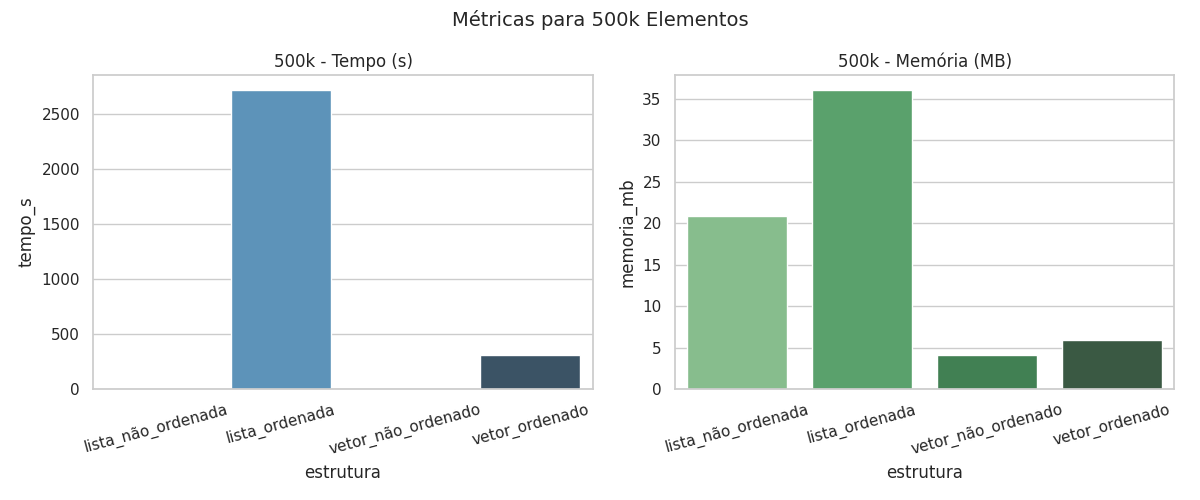 Métricas para 500k Elementos
500k - Tempo (s)
tempo_s
2500
2000
1500
1000
500
0
lista_não_ordenada
lista_ordenada
vetor_não_ordenado
vetor_ordenado
estrutura
500k - Memória (MB)
memoria_mb
35
30
25
20
15
10
5
0
lista_não_ordenada
lista_ordenada
vetor_não_ordenado
vetor_ordenado
estrutura